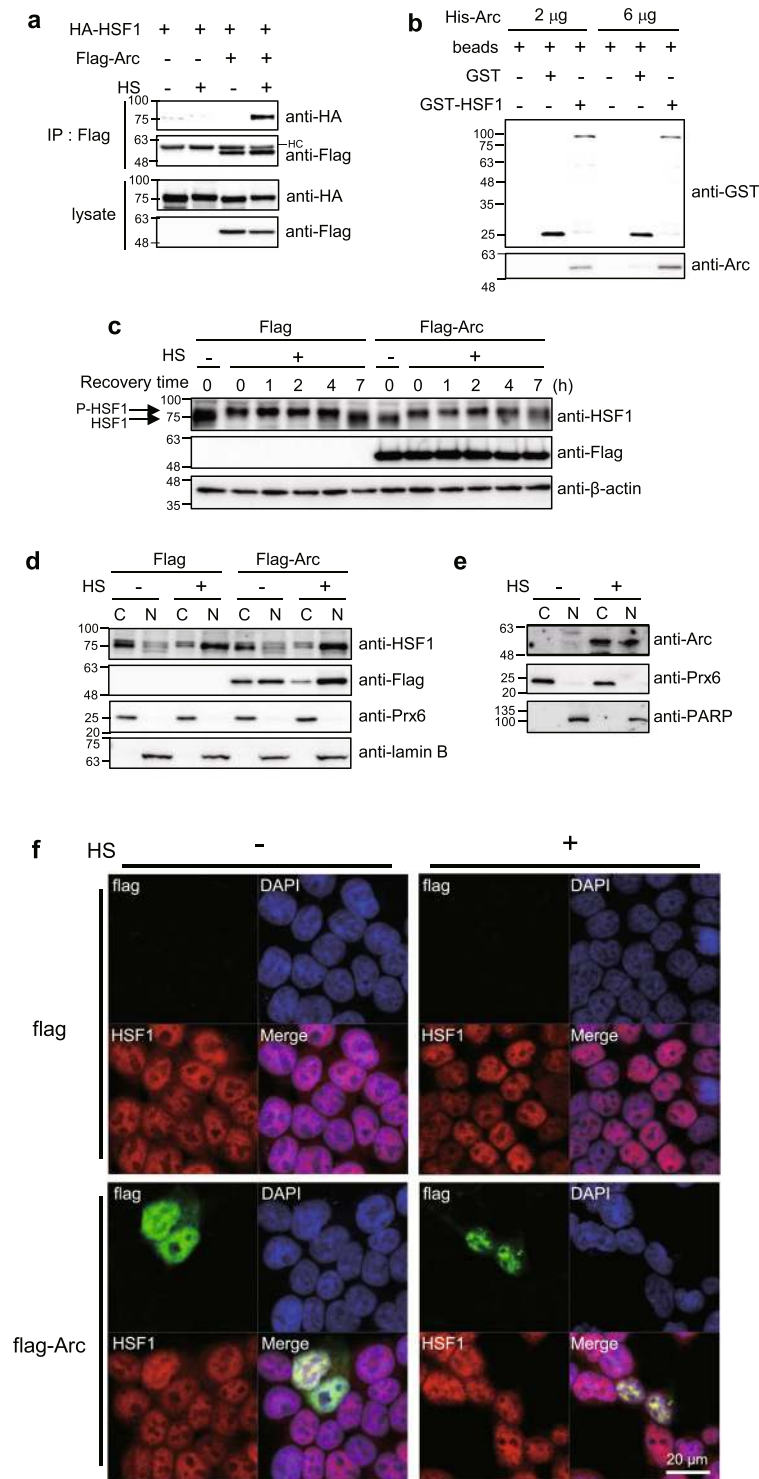 a
HA-HSF1 + + + +
Flag-Arc - - + +
HS - + - +
IP : Flag
100
75
anti-HA
63
48
HC
anti-Flag
lysate
100
75
anti-HA
63
48
anti-Flag
b
His-Arc 2 μg 6 μg
beads + + + + + +
GST - + - - + -
GST-HSF1 - - + - - +
100
75
63
48
35
25
anti-GST
63
48
anti-Arc
c
Flag Flag-Arc
HS - + - +
Recovery time 0 0 1 2 4 7 0 0 1 2 4 7 (h)
100
P-HSF1
75
HSF1
anti-HSF1
63
48
anti-Flag
48
35
anti-β-actin
d
Flag Flag-Arc
HS - + - +
C N C N C N C N
100
75
anti-HSF1
63
48
anti-Flag
25
20
anti-Prx6
75
63
anti-lamin B
e
HS - +
C N C N
63
48
anti-Arc
25
20
anti-Prx6
135
100
anti-PARP
f
HS - +
flag
flag DAPI flag DAPI
HSF1 Merge HSF1 Merge
flag-Arc
flag DAPI flag DAPI
HSF1 Merge HSF1 Merge
20 μm